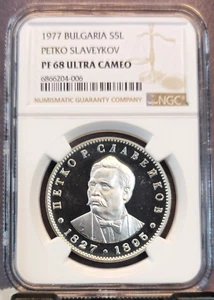 1977 BULGARIA S5L
PETKO SLAVEYKOV
PF 68 ULTRA CAMEO
6866204-006
NUMISMATIC GUARANTY COMPANY
NGC
ПЕТКО Р. СЛАВЕЙКОВ
· 1827 · 1895 ·